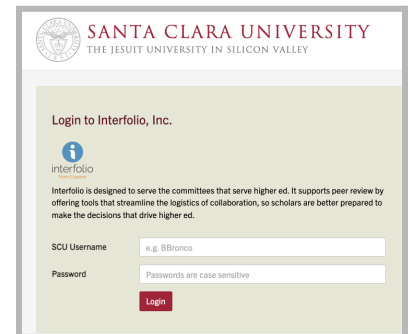 SANTA CLARA UNIVERSITY
THE JESUIT UNIVERSITY IN SILICON VALLEY
Login to Interfolio, Inc.
interfolio
from Elsevier
Interfolio is designed to serve the committees that serve higher ed. It supports peer review by
offering tools that streamline the logistics of collaboration, so scholars are better prepared to
make the decisions that drive higher ed.
SCU Username
e.g. BBronco
Password
Passwords are case sensitive
Login